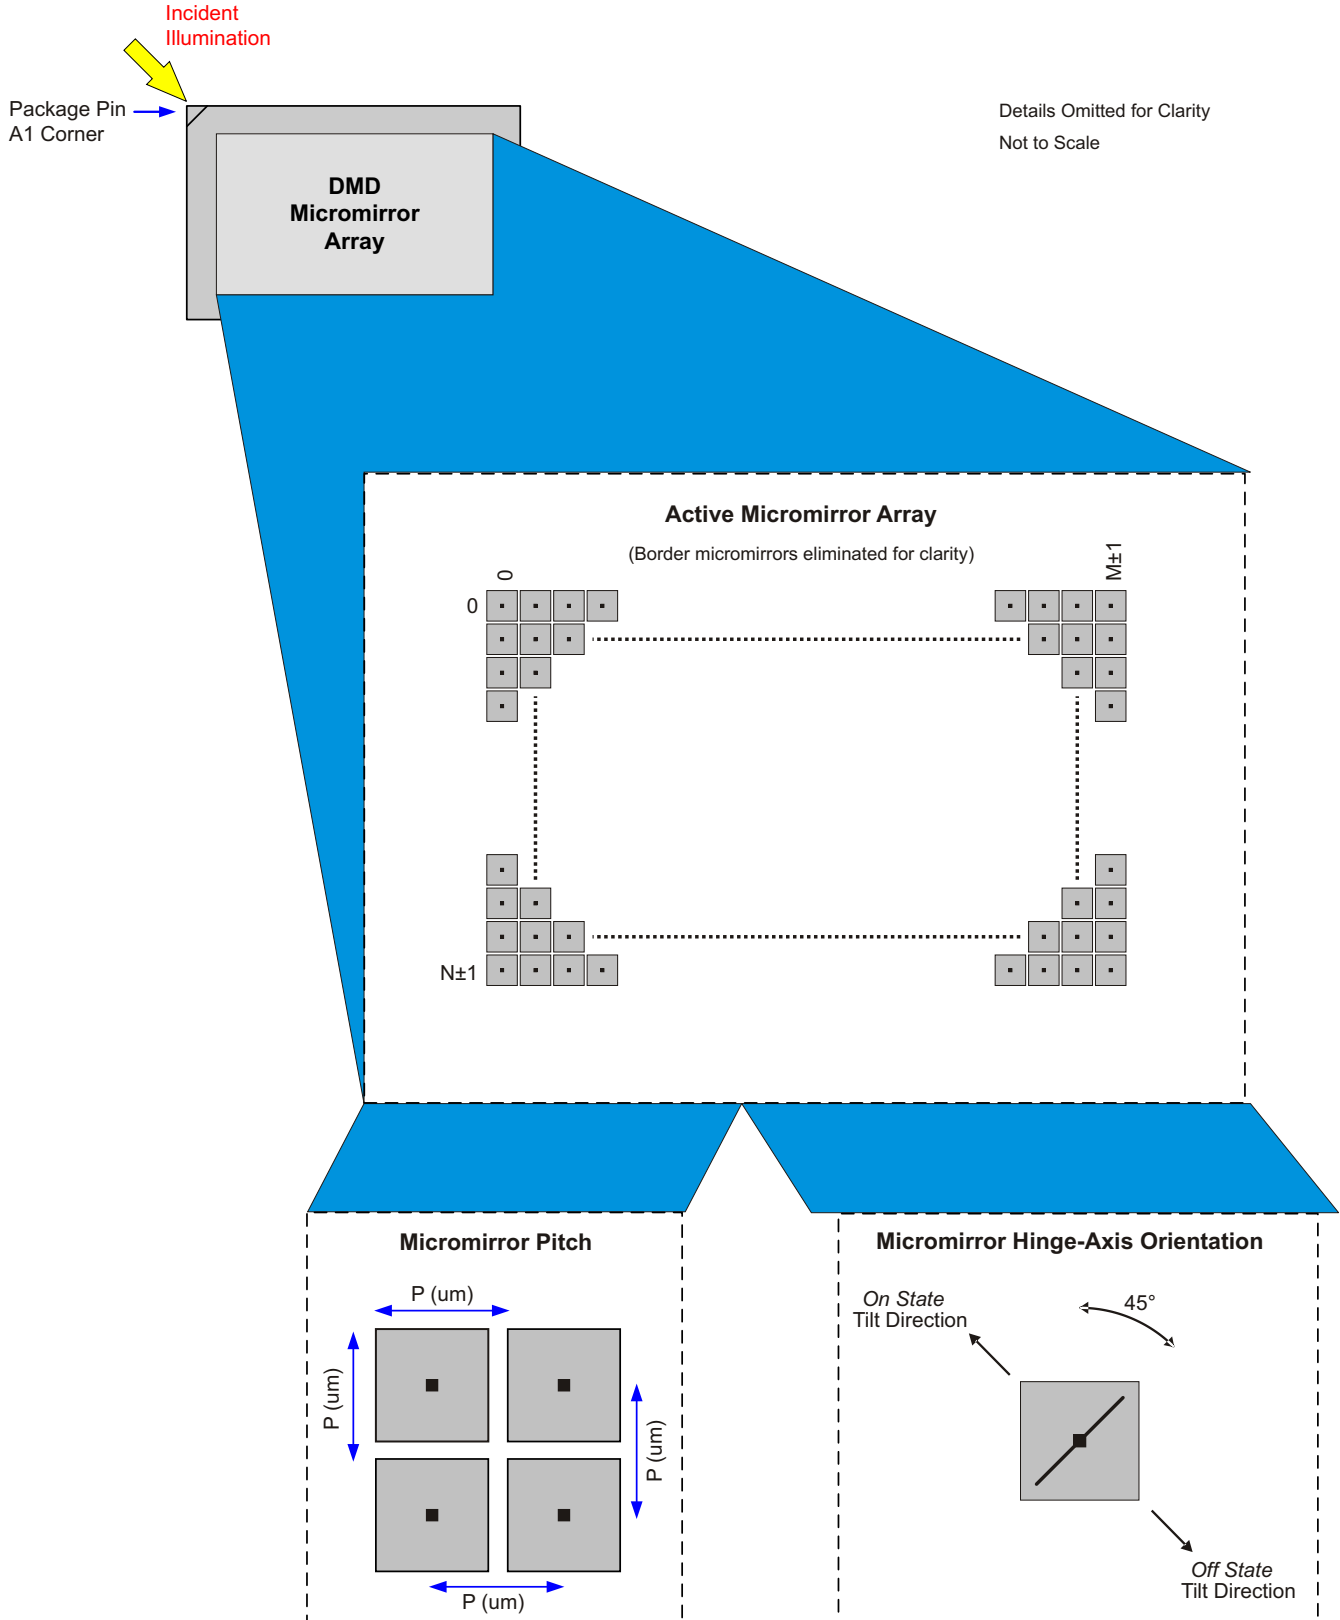 Incident
Illumination
Package Pin
A1 Corner
Details Omitted for Clarity
Not to Scale
DMD
Micromirror
Array
Active Micromirror Array
(Border micromirrors eliminated for clarity)
0
M±1
0
N±1
Micromirror Pitch
P (um)
P (um)
P (um)
P (um)
Micromirror Hinge-Axis Orientation
On State
Tilt Direction
45°
Off State
Tilt Direction